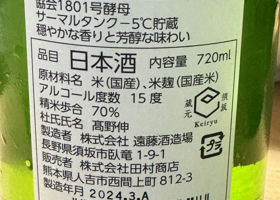 協会1801号酵母
サーマルタンク−5℃貯蔵
穏やかな香りと芳醇な味わい
品目 日本酒 内容量 720ml
原材料名 米(国産)、米麹(国産米)
アルコール度数 15度
精米歩合 70%
杜氏氏名 髙野伸
蔵元
Keiryu
製造者 株式会社 遠藤酒造場
長野県須坂市臥竜1-9-1
販売者 株式会社田村商店
熊本県人吉市西間上町812-3
製造年月 2024.3.A